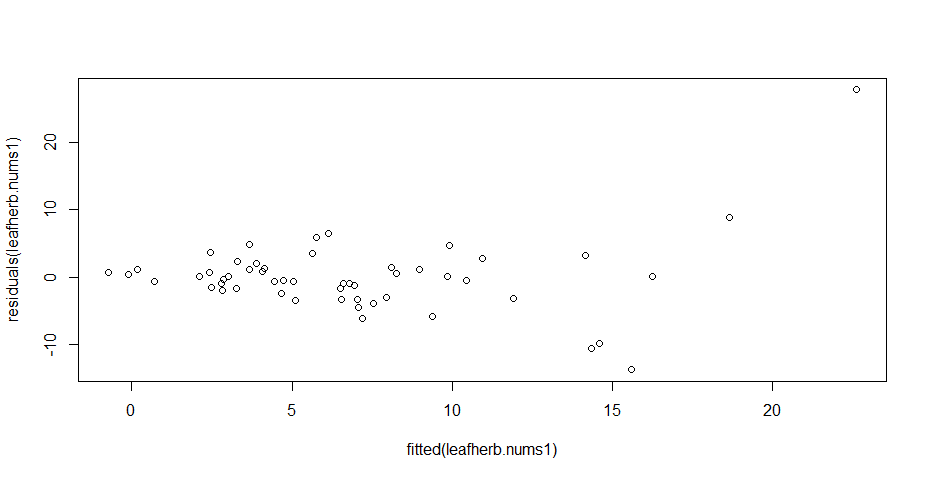 residuals(leafherb.nums1)
20
10
0
-10
0 5 10 15 20
fitted(leafherb.nums1)